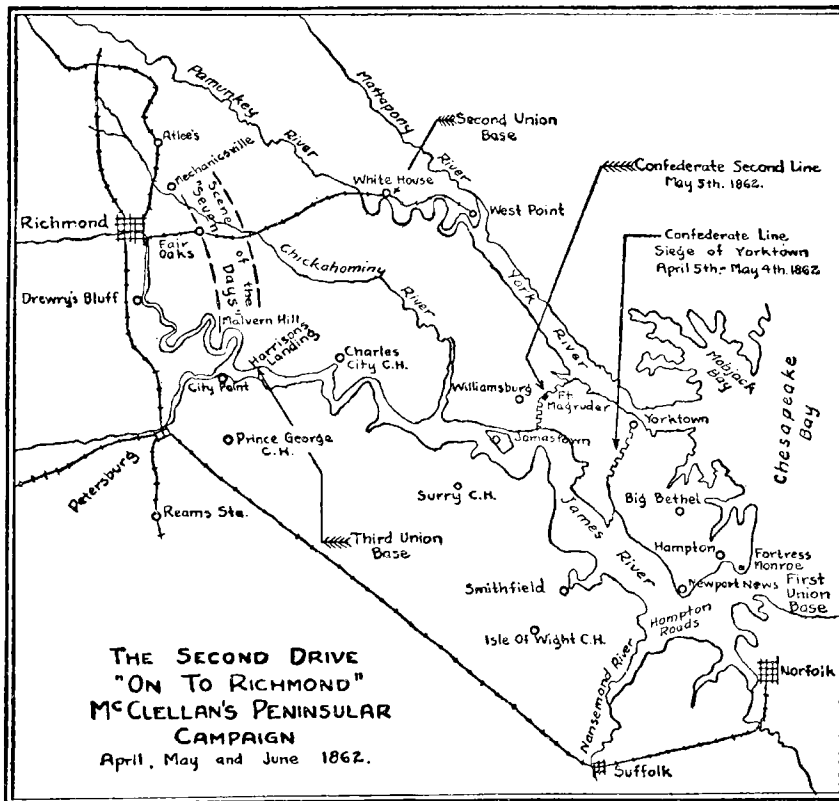 Pamunkey
River
Mattapony
River
Second Union
Base
Atlee's
Confederate Second Line
May 5th. 1862.
Mechanicsville
White House
West Point
Scene
of the
"Seven
Days"
Richmond
Fair
Oaks
Confederate Line,
Siege of Yorktown
April 5th - May 4th. 1862
Chickahominy
River
York
River
Drewry's Bluff
Malvern Hill
Mobjack
Bay
Chesapeake
Bay
Harrisons
Landing
Charles
City C.H.
Williamsburg
Ft
Magruder
City Point
Yorktown
Prince George
C.H.
Jamestown
Petersburg
Surry C.H.
Big Bethel
James
River
Reams Sta.
Third Union
Base
Hampton
Fortress
Monroe
First
Union
Base
Newport News
Smithfield
Hampton
Roads
Isle Of Wight C.H.
Nansemond River
Norfolk
Suffolk
THE SECOND DRIVE
"ON TO RICHMOND"
McCLELLAN'S PENINSULAR
CAMPAIGN
April, May and June 1862.